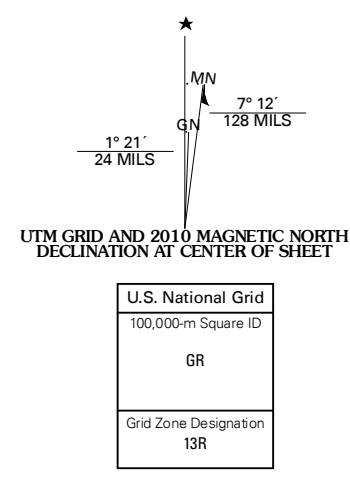 MN
GN
7° 12´
128 MILS
1° 21´
24 MILS
UTM GRID AND 2010 MAGNETIC NORTH
DECLINATION AT CENTER OF SHEET
U.S. National Grid
100,000-m Square ID
GR
Grid Zone Designation
13R